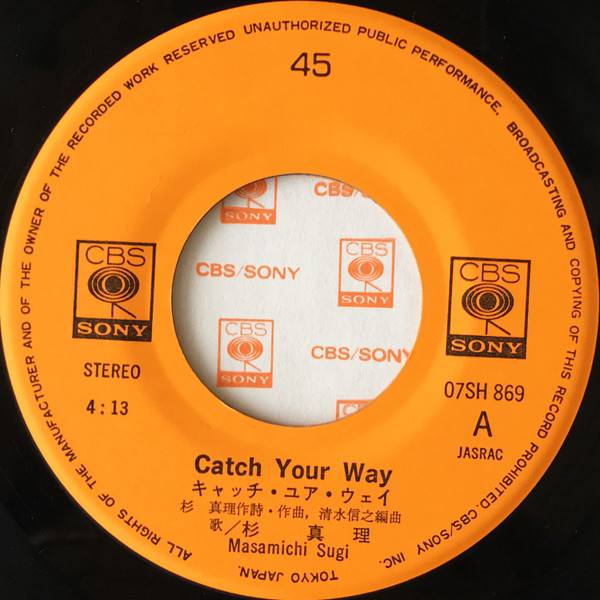 ALL RIGHTS OF THE MANUFACTURER AND OF THE OWNER OF THE RECORDED WORK RESERVED UNAUTHORIZED PUBLIC PERFORMANCE. BROADCASTING AND COPYING OF THIS RECORD PROHIBITED. CBS/SONY INC. TOKYO JAPAN.
45
SONY
CBS/SONY
CBS
SONY
CBS/SONY
CBS
SONY
CBS
SONY
CBS
SONY
CBS/SONY
CBS
STEREO
4:13
07SH 869
A
JASRAC
Catch Your Way
キャッチ・ユア・ウェイ
杉 真理作詩・作曲, 清水信之編曲
歌/杉 真 理
Masamichi Sugi